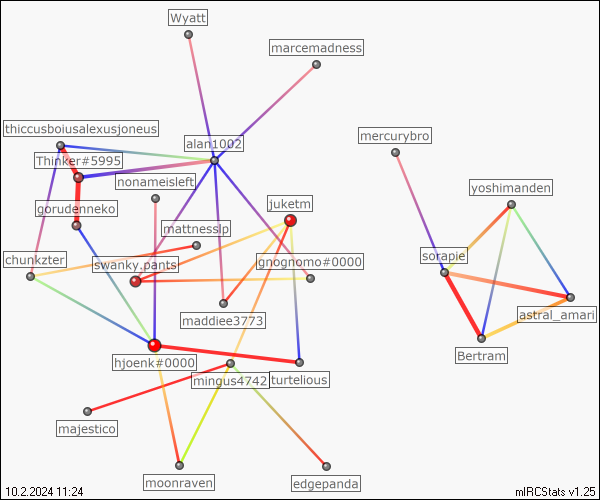 Wyatt
marcemadness
thiccusboiusalexusjoneus
mercurybro
alan1002
Thinker#5995
nonameisleft
yoshimanden
gorudenneko
juketm
mattnesslp
sorapie
chunkzter
swanky.pants
gnognomo#0000
maddiee3773
astral_amari
Bertram
hjoenk#0000
mingus4742
turtelious
majestico
moonraven
edgepanda
10.2.2024 11:24
mIRCStats v1.25